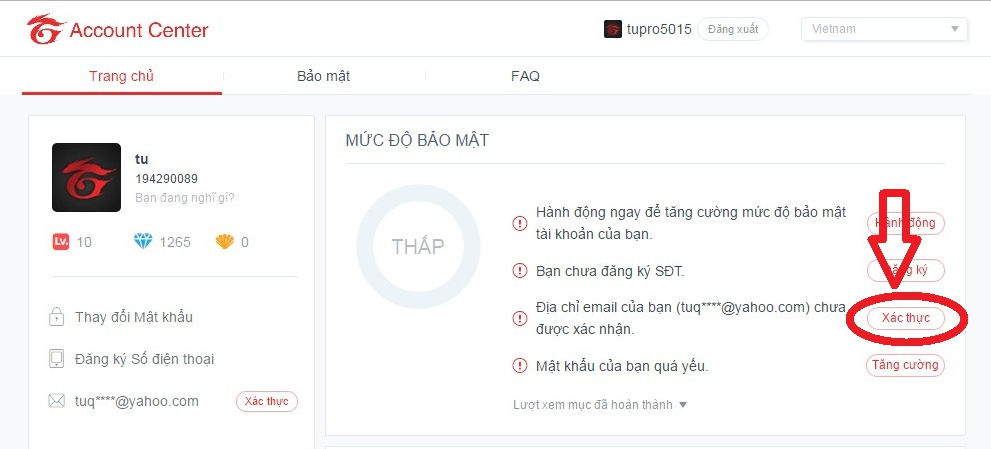 Account Center
tupro5015 Đăng xuất Vietnam
Trang chủ Bảo mật FAQ
tu
194290089
Bạn đang nghĩ gì?
Lv. 10 1265 0
Thay đổi Mật khẩu
Đăng ký Số điện thoại
tuq****@yahoo.com Xác thực
MỨC ĐỘ BẢO MẬT
THẤP
Hành động ngay để tăng cường mức độ bảo mật
tài khoản của bạn.
Hành động
Bạn chưa đăng ký SĐT.
Đăng ký
Địa chỉ email của bạn (tuq****@yahoo.com) chưa
được xác nhận.
Xác thực
Mật khẩu của bạn quá yếu.
Tăng cường
Lượt xem mục đã hoàn thành